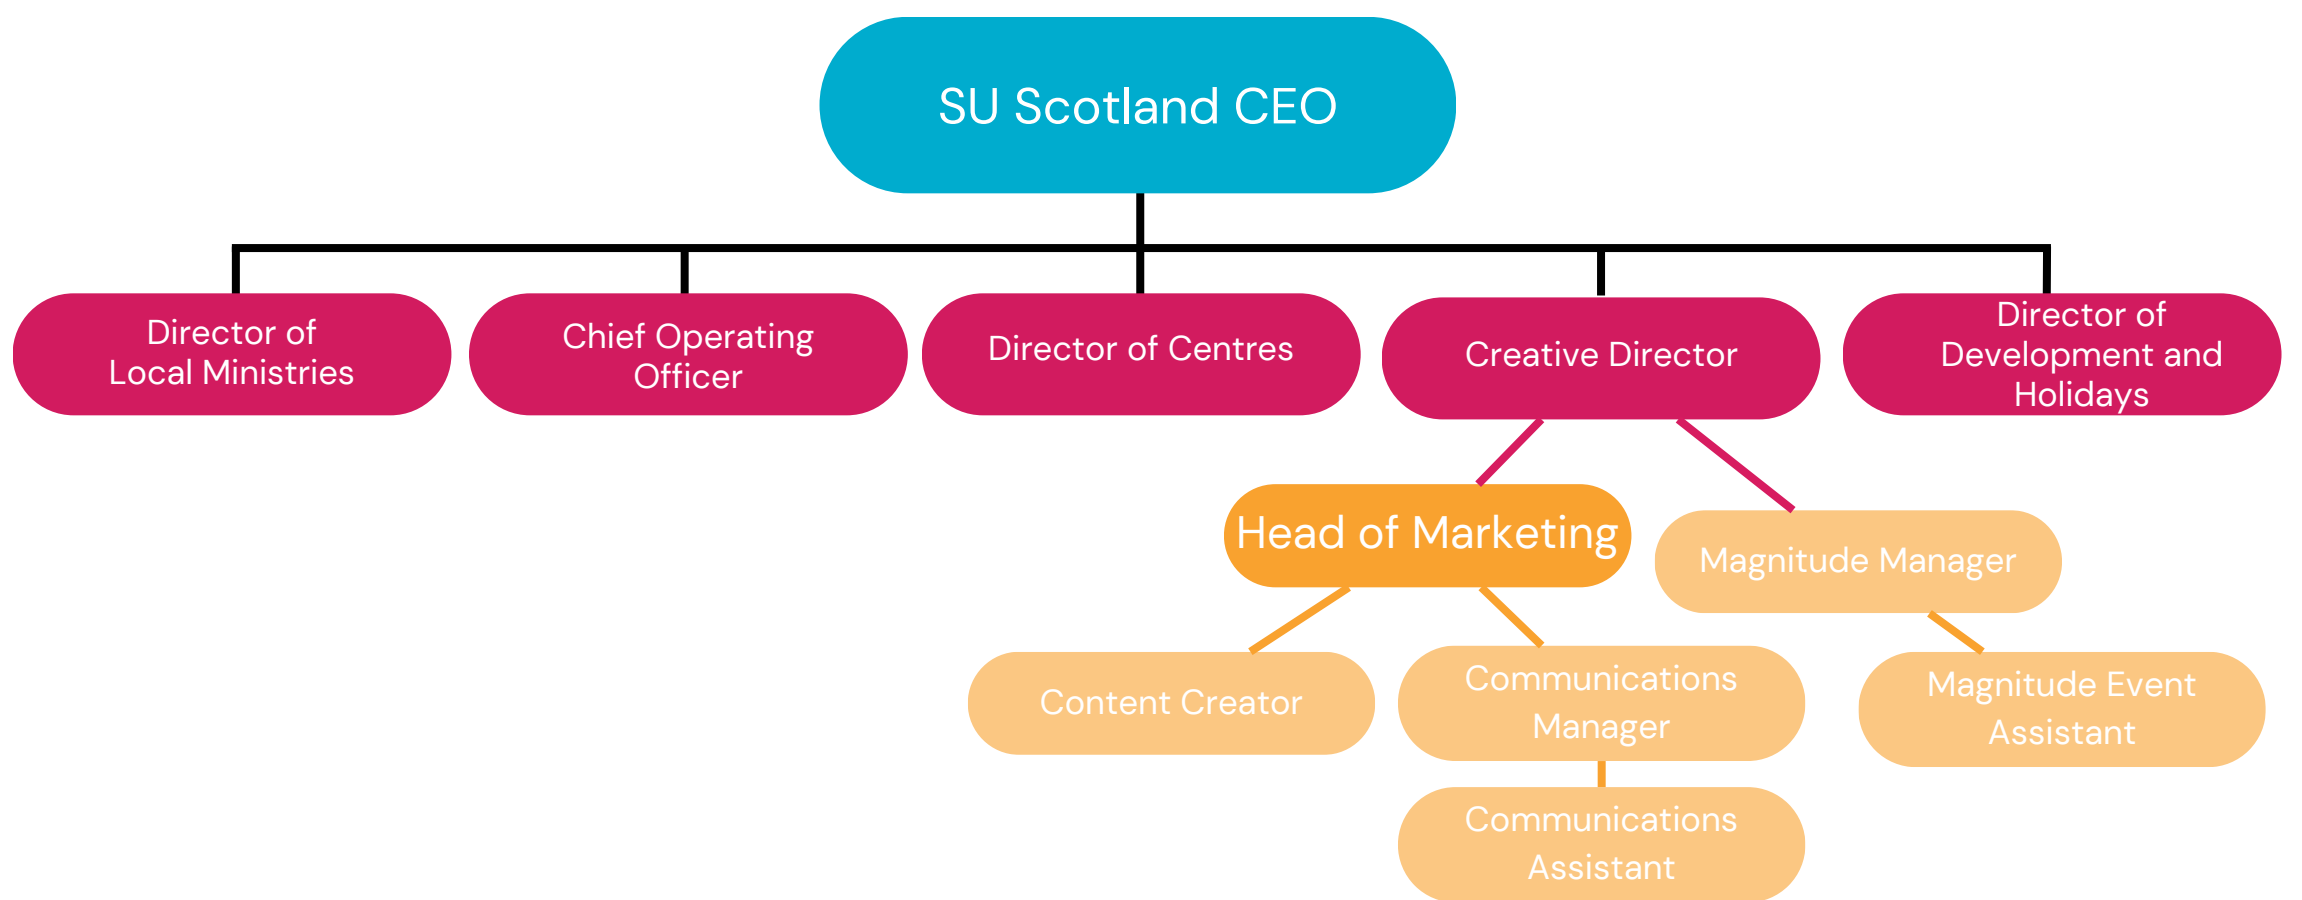 SU Scotland CEO
Director of
Local Ministries
Chief Operating
Officer
Director of Centres
Creative Director
Director of
Development and
Holidays
Head of Marketing
Magnitude Manager
Content Creator
Communications
Manager
Magnitude Event
Assistant
Communications
Assistant